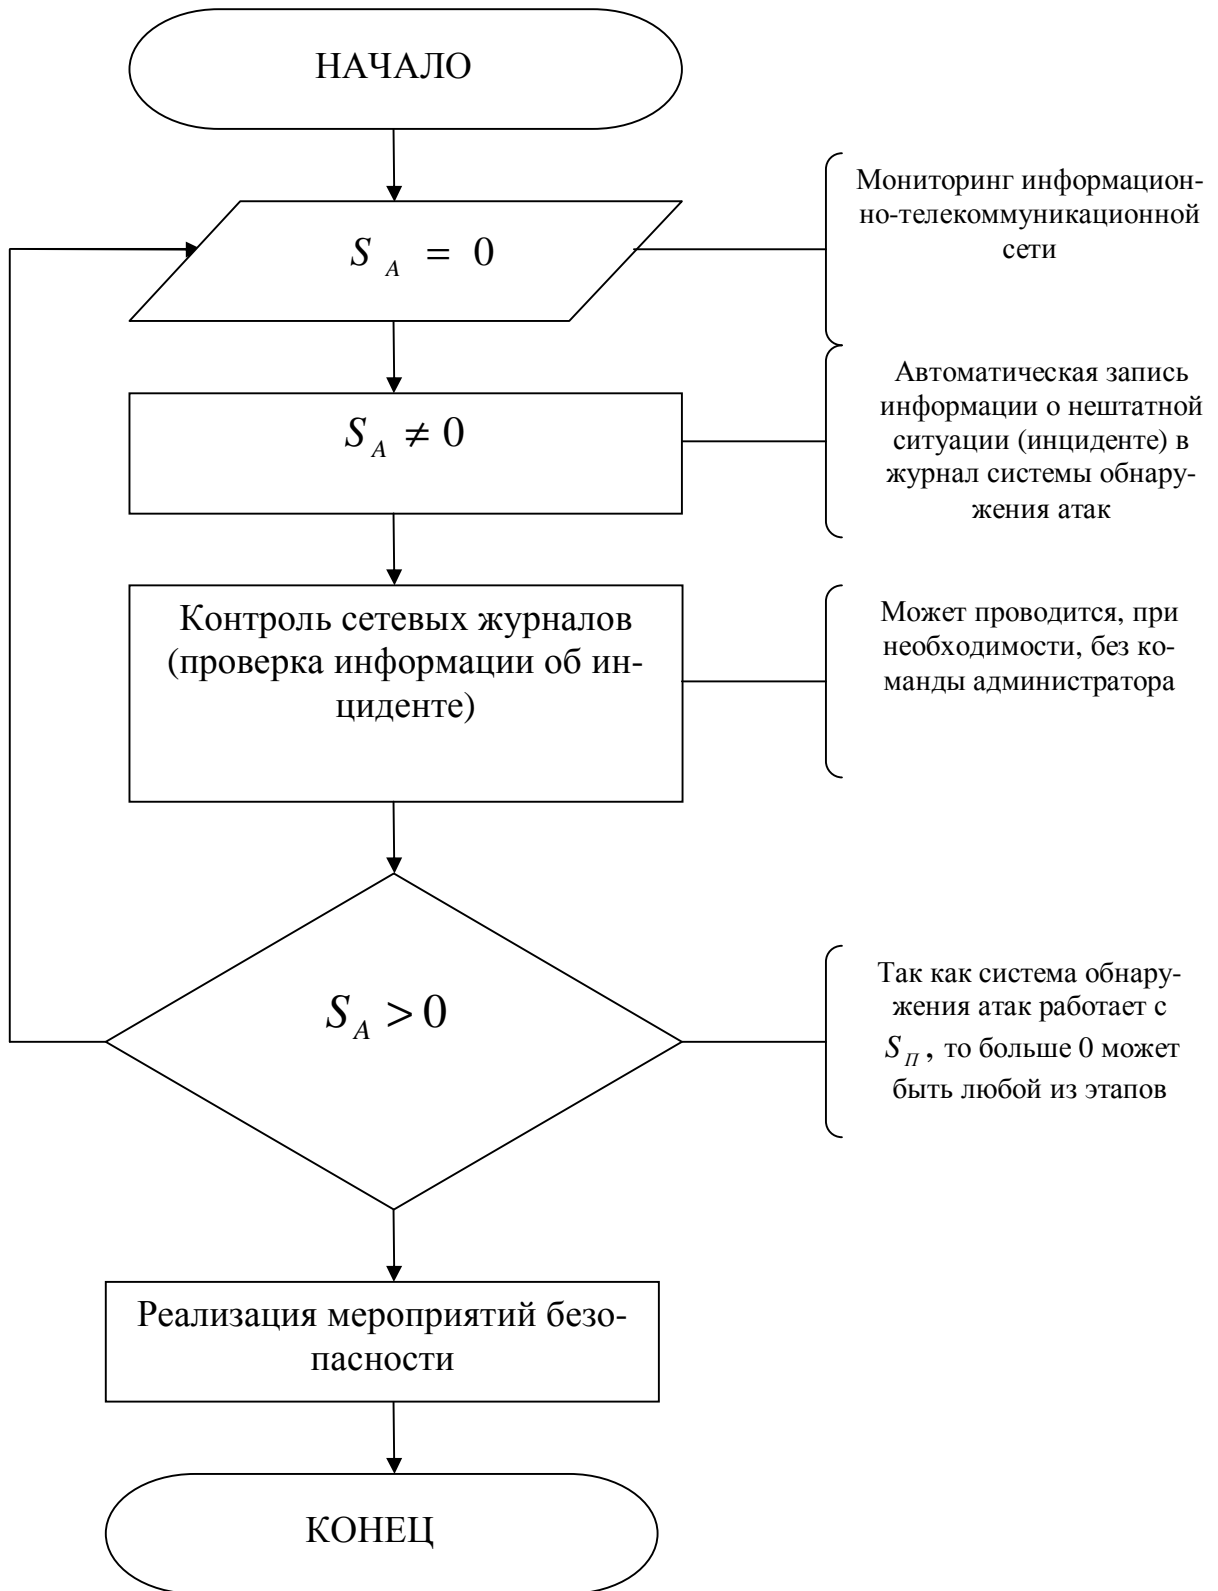 НАЧАЛО
S_A = 0
Мониторинг информацион-
но-телекоммуникационной
сети
S_A ≠ 0
Автоматическая запись
информации о нештатной
ситуации (инциденте) в
журнал системы обнару-
жения атак
Контроль сетевых журналов
(проверка информации об ин-
циденте)
Может проводится, при
необходимости, без ко-
манды администратора
S_A > 0
Так как система обнару-
жения атак работает с
S_П, то больше 0 может
быть любой из этапов
Реализация мероприятий безо-
пасности
КОНЕЦ